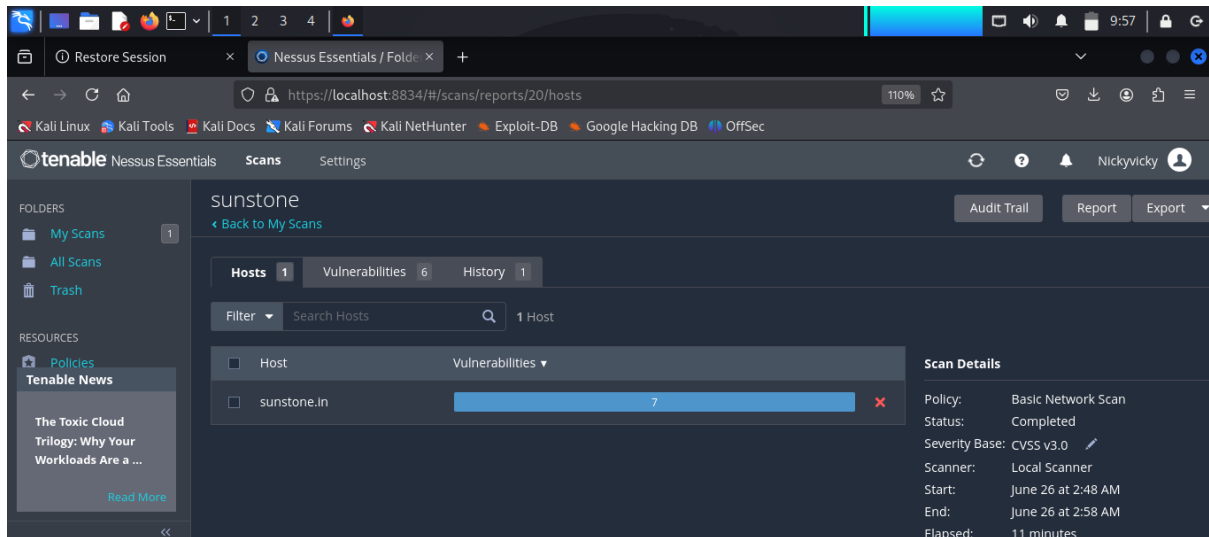 1 2 3 4
9:57
Restore Session
Nessus Essentials / Folde
https://localhost:8834/#/scans/reports/20/hosts
110%
Kali Linux Kali Tools Kali Docs Kali Forums Kali NetHunter Exploit-DB Google Hacking DB OffSec
tenable Nessus Essentials Scans Settings
Nickyvicky
FOLDERS
My Scans 1
All Scans
Trash
RESOURCES
Policies
Tenable News
The Toxic Cloud
Trilogy: Why Your
Workloads Are a ...
Read More
sunstone
Back to My Scans
Audit Trail Report Export
Hosts 1 Vulnerabilities 6 History 1
Filter Search Hosts 1 Host
Host Vulnerabilities
sunstone.in 7
Scan Details
Policy: Basic Network Scan
Status: Completed
Severity Base: CVSS v3.0
Scanner: Local Scanner
Start: June 26 at 2:48 AM
End: June 26 at 2:58 AM
Elapsed: 11 minutes